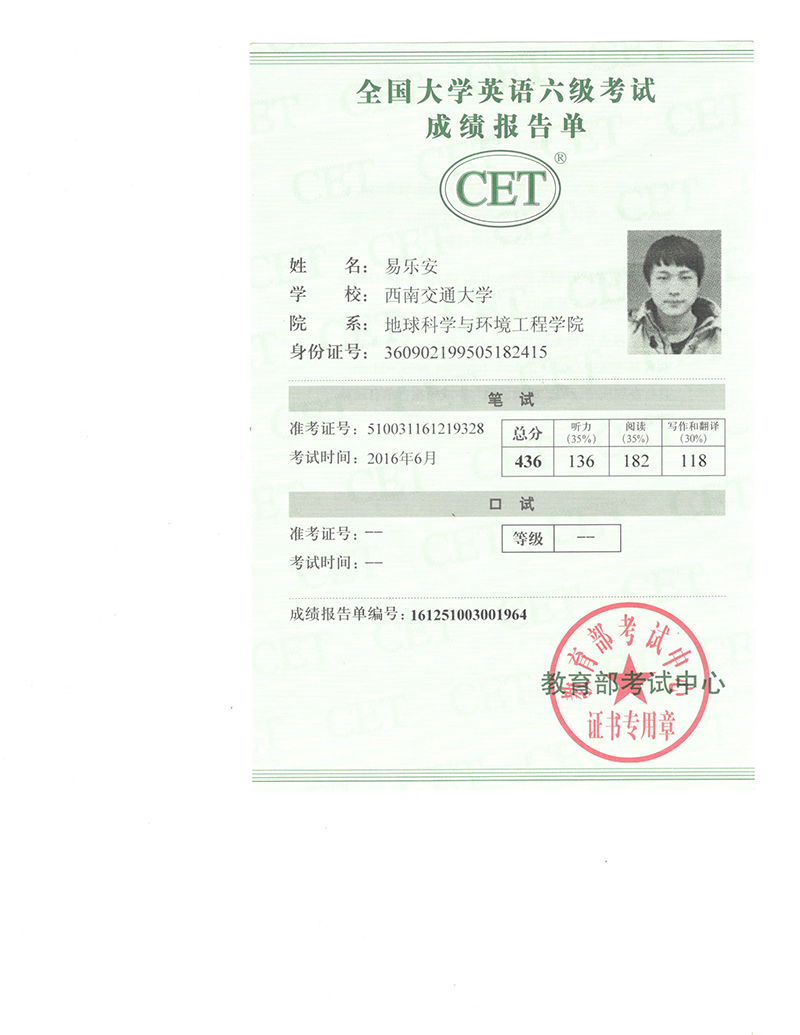 全国大学英语六级考试
成绩报告单
CET®
姓 名：易乐安
学 校：西南交通大学
院 系：地球科学与环境工程学院
身份证号：360902199505182415
笔 试
准考证号：510031161219328
考试时间：2016年6月
总分 听力 (35%) 阅读 (35%) 写作和翻译 (30%)
436 136 182 118
口 试
准考证号：--
考试时间：--
等级 --
成绩报告单编号：161251003001964
教育部考试中心
教育部考试中心
证书专用章